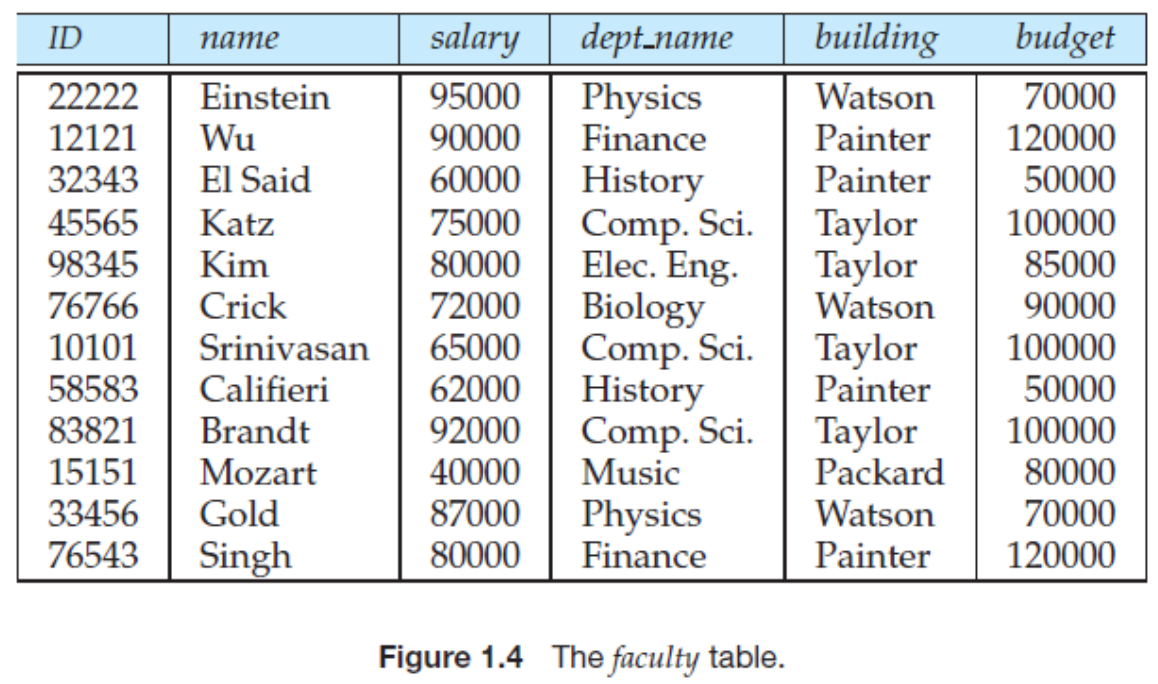 ID name salary dept_name building budget
22222 Einstein 95000 Physics Watson 70000
12121 Wu 90000 Finance Painter 120000
32343 El Said 60000 History Painter 50000
45565 Katz 75000 Comp. Sci. Taylor 100000
98345 Kim 80000 Elec. Eng. Taylor 85000
76766 Crick 72000 Biology Watson 90000
10101 Srinivasan 65000 Comp. Sci. Taylor 100000
58583 Califieri 62000 History Painter 50000
83821 Brandt 92000 Comp. Sci. Taylor 100000
15151 Mozart 40000 Music Packard 80000
33456 Gold 87000 Physics Watson 70000
76543 Singh 80000 Finance Painter 120000
Figure 1.4 The faculty table.